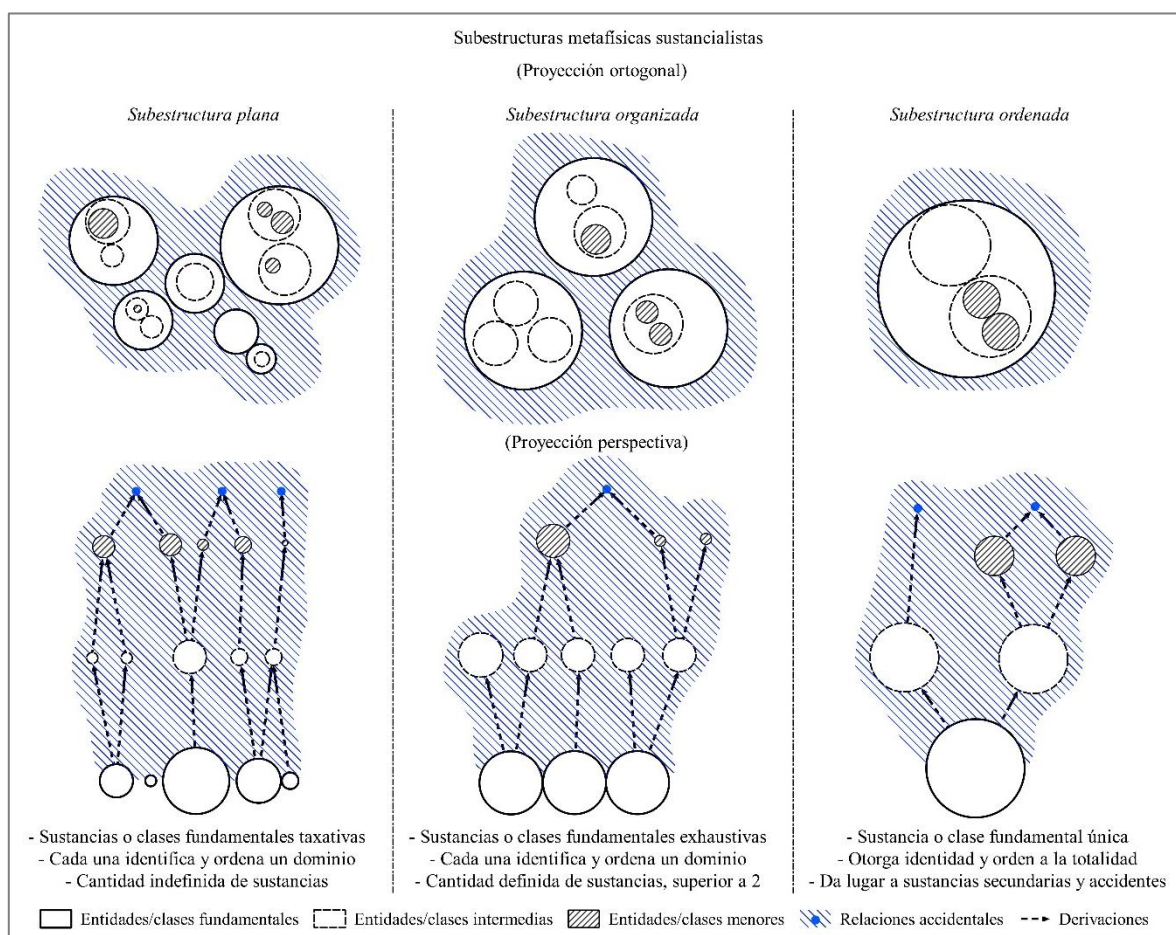 Subestructuras metafísicas sustancialistas
(Proyección ortogonal)
Subestructura plana
Subestructura organizada
Subestructura ordenada
(Proyección perspectiva)
- Sustancias o clases fundamentales taxativas
- Cada una identifica y ordena un dominio
- Cantidad indefinida de sustancias
- Sustancias o clases fundamentales exhaustivas
- Cada una identifica y ordena un dominio
- Cantidad definida de sustancias, superior a 2
- Sustancia o clase fundamental única
- Otorga identidad y orden a la totalidad
- Da lugar a sustancias secundarias y accidentes
Entidades/clases fundamentales
Entidades/clases intermedias
Entidades/clases menores
Relaciones accidentales
Derivaciones